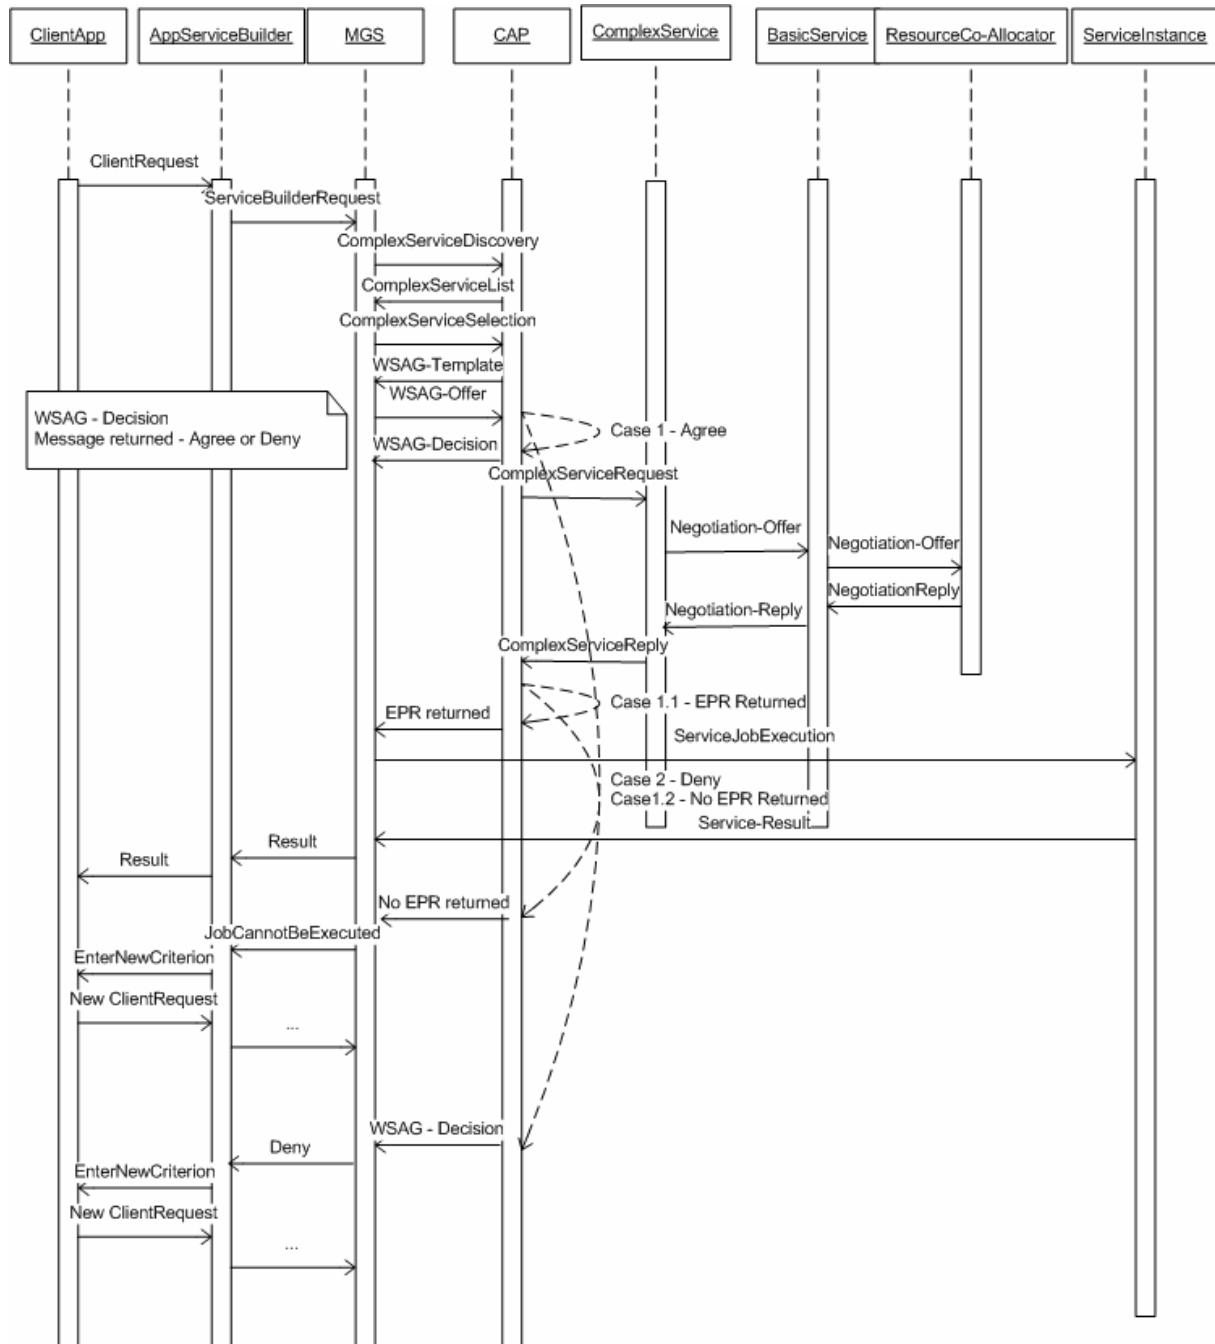 ClientApp
AppServiceBuilder
MGS
CAP
ComplexService
BasicService
ResourceCo-Allocator
ServiceInstance
ClientRequest
ServiceBuilderRequest
ComplexServiceDiscovery
ComplexServiceList
ComplexServiceSelection
WSAG-Template
WSAG-Offer
WSAG - Decision
Message returned - Agree or Deny
Case 1 - Agree
WSAG-Decision
ComplexServiceRequest
Negotiation-Offer
Negotiation-Offer
NegotiationReply
Negotiation-Reply
ComplexServiceReply
Case 1.1 - EPR Returned
EPR returned
ServiceJobExecution
Case 2 - Deny
Case1.2 - No EPR Returned
Service-Result
Result
Result
No EPR returned
JobCannotBeExecuted
EnterNewCriterion
New ClientRequest
...
WSAG - Decision
Deny
EnterNewCriterion
New ClientRequest
...